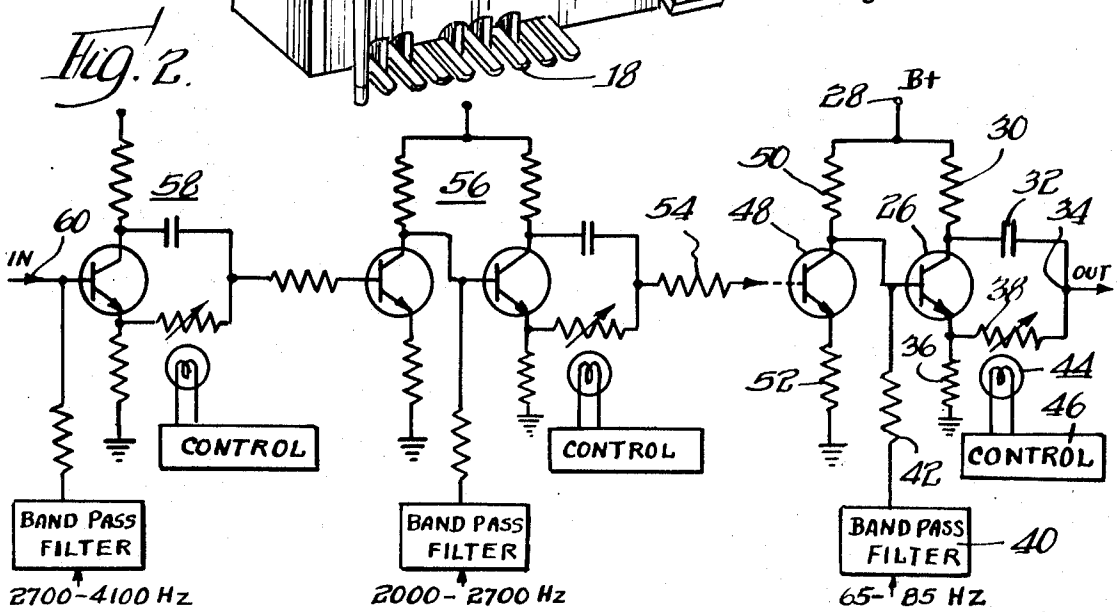 Fig. 2.
18
28
B+
50
30
58
56
32
34
60
54
48
26
IN
OUT
38
36
52
44
46
CONTROL
CONTROL
CONTROL
42
BAND PASS
FILTER
BAND PASS
FILTER
BAND PASS
FILTER
40
2700-4100 Hz
2000-2700 Hz
65-85 Hz